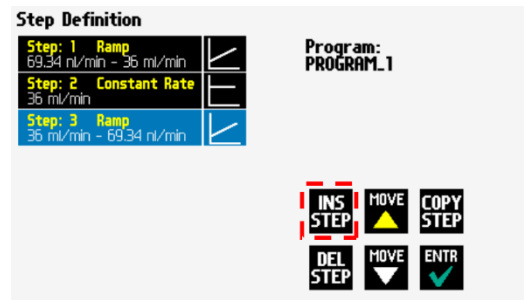 Step Definition
Step: 1 Ramp
69.34 nl/min - 36 ml/min
Step: 2 Constant Rate
36 ml/min
Step: 3 Ramp
36 ml/min - 69.34 nl/min
Program:
PROGRAM_1
INS
STEP
MOVE
COPY
STEP
DEL
STEP
MOVE
ENTR